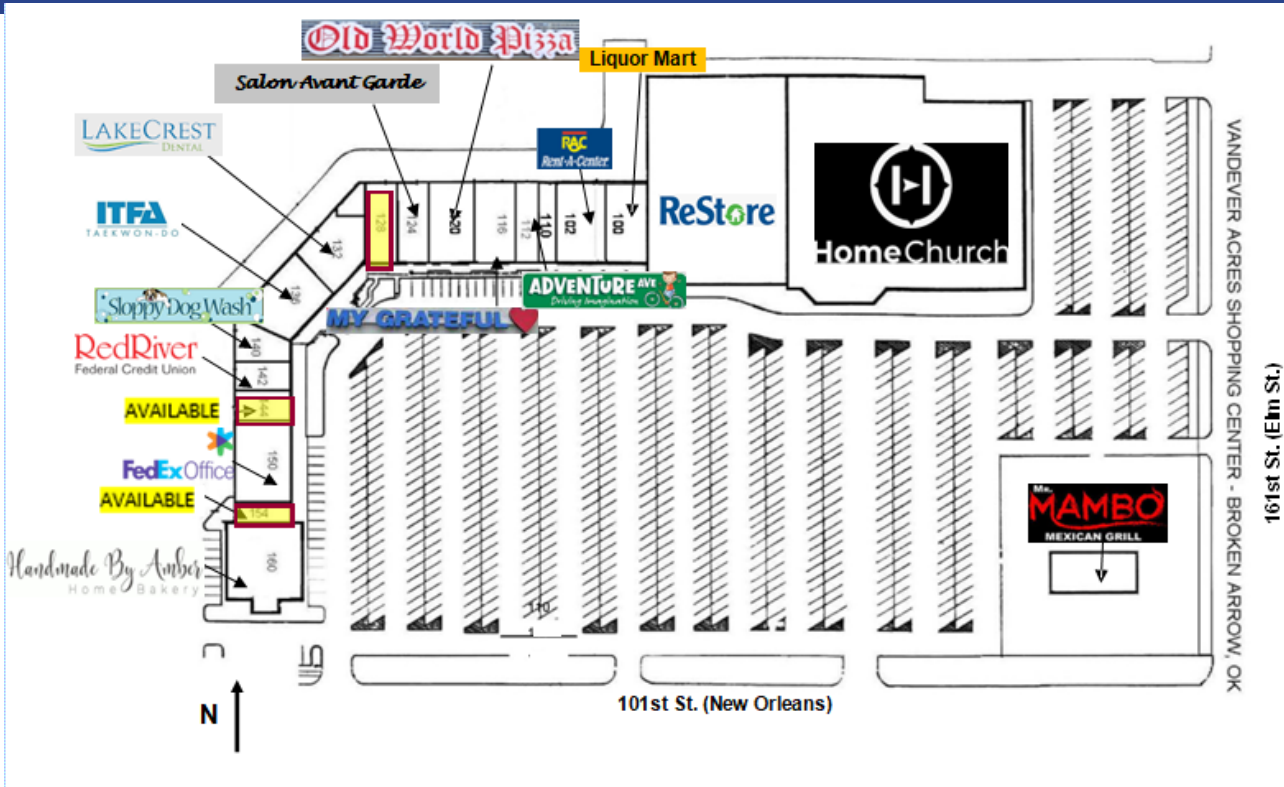 Old World Pizza
Liquor Mart
Salon Avant Garde
LAKECREST
DENTAL
RAC
Rent-A-Center
ITFA
TAEKWON-DO
128
124
120
116
112
110
102
100
132
136
ReStore
HomeChurch
ADVENTURE AVE
Driving Imagination
MY GRATEFUL
Sloppy Dog Wash
RedRiver
Federal Credit Union
140
142
AVAILABLE
144
FedEx Office
150
AVAILABLE
154
Handmade By Amber
Home Bakery
160
110
Mr.
MAMBO
MEXICAN GRILL
VANDEVER ACRES SHOPPING CENTER - BROKEN ARROW, OK
161st St. (Elm St.)
N
101st St. (New Orleans)